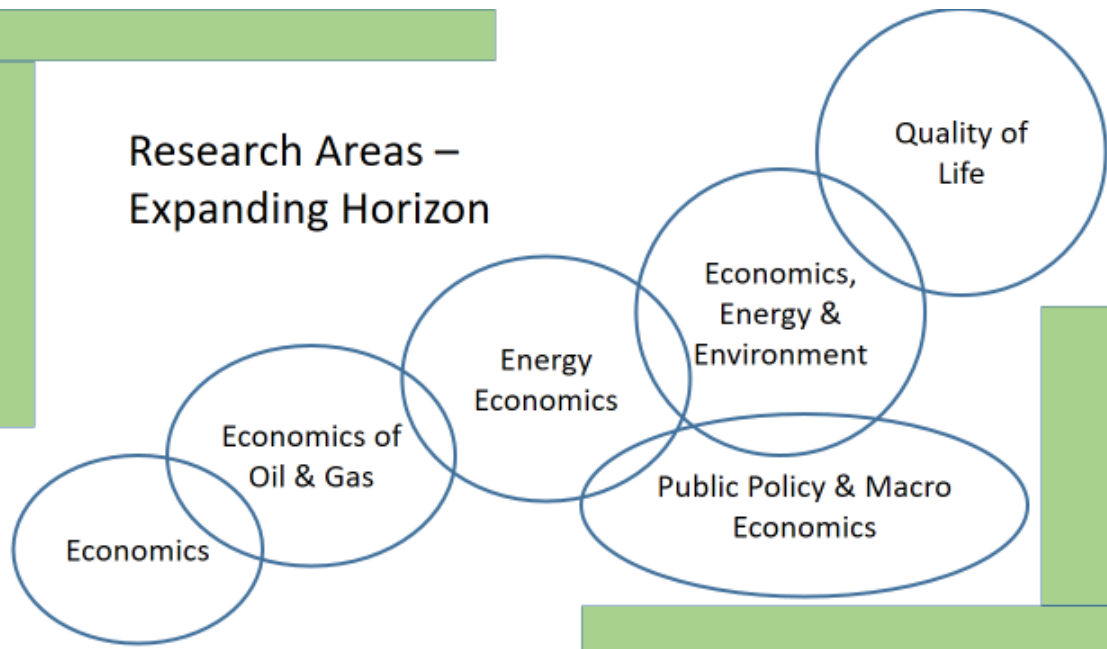 Research Areas –
Expanding Horizon
Quality of
Life
Economics,
Energy &
Environment
Energy
Economics
Economics of
Oil & Gas
Public Policy & Macro
Economics
Economics